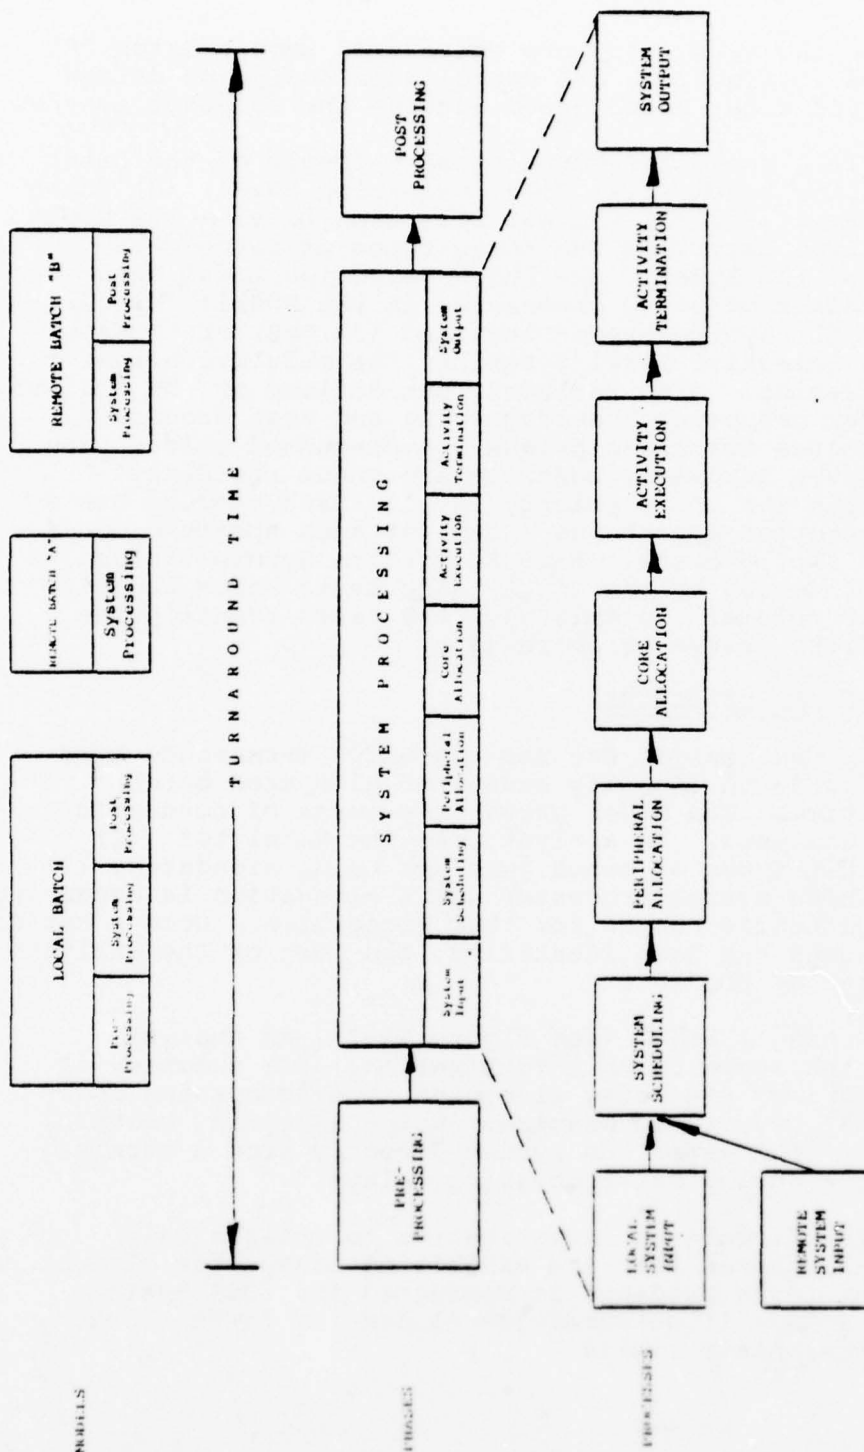 MODELS
LOCAL BATCH
Pre-
Processing
System
Processing
Post
Processing
REMOTE BATCH "A"
System
Processing
REMOTE BATCH "B"
System
Processing
Post
Processing
TURNAROUND TIME
PHASES
PRE-
PROCESSING
SYSTEM PROCESSING
System
Input
System
Scheduling
Peripheral
Allocation
Core
Allocation
Activity
Execution
Activity
Termination
System
Output
POST
PROCESSING
PROCESSES
LOCAL
SYSTEM
INPUT
REMOTE
SYSTEM
INPUT
SYSTEM
SCHEDULING
PERIPHERAL
ALLOCATION
CORE
ALLOCATION
ACTIVITY
EXECUTION
ACTIVITY
TERMINATION
SYSTEM
OUTPUT